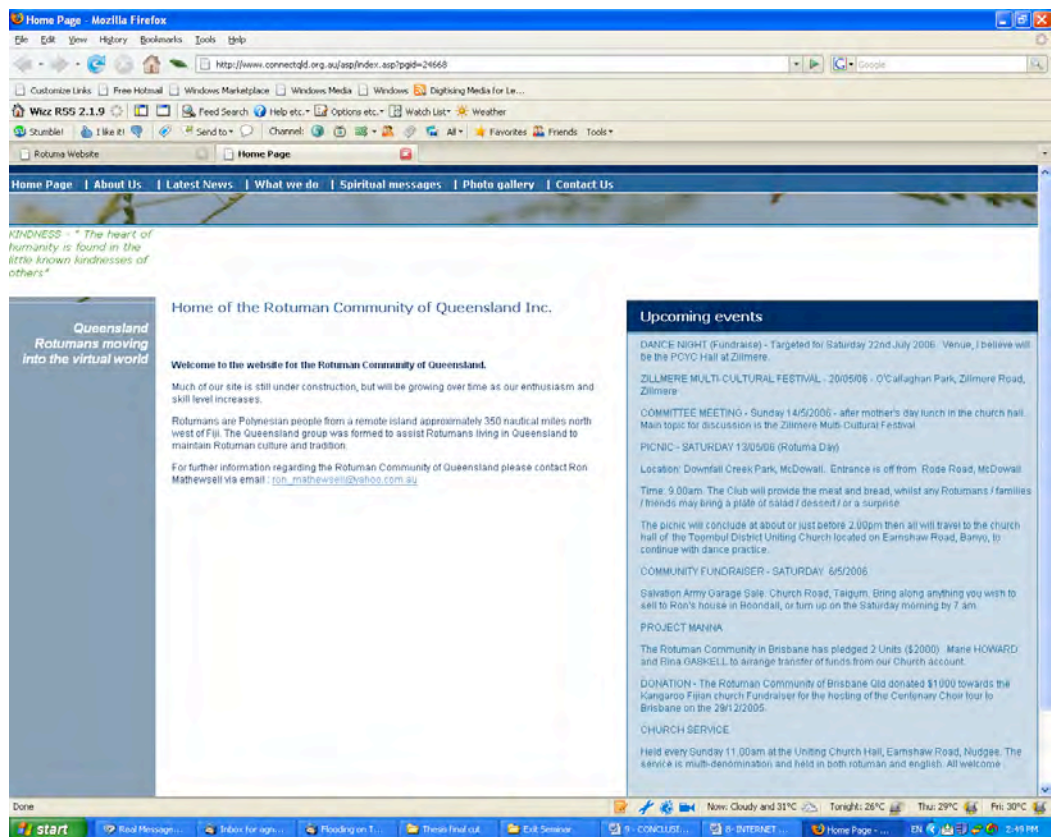 Home Page - Mozilla Firefox
File Edit View History Bookmarks Tools Help
http://www.connectqld.org.au/asp/index.asp?pgid=24668
Google
Customize Links Free Hotmail Windows Marketplace Windows Media Windows Digitising Media for Le...
Wizz RSS 2.1.9 Feed Search Help etc. Options etc. Watch List Weather
Stumble! I like it! Send to Channel: All Favorites Friends Tools
Rotuma Website Home Page
Home Page | About Us | Latest News | What we do | Spiritual messages | Photo gallery | Contact Us
KINDNESS - " The heart of
humanity is found in the
little known kindnesses of
others"
Queensland
Rotumans moving
into the virtual world
Home of the Rotuman Community of Queensland Inc.
Welcome to the website for the Rotuman Community of Queensland.
Much of our site is still under construction, but will be growing over time as our enthusiasm and
skill level increases.
Rotumans are Polynesian people from a remote island approximately 350 nautical miles north
west of Fiji. The Queensland group was formed to assist Rotumans living in Queensland to
maintain Rotuman culture and tradition.
For further information regarding the Rotuman Community of Queensland please contact Ron
Mathewsell via email : ron_mathewsell@yahoo.com.au
Upcoming events
DANCE NIGHT (Fundraise) - Targeted for Saturday 22nd July 2006. Venue, I believe will
be the PCYC Hall at Zillmere.
ZILLMERE MULTI-CULTURAL FESTIVAL - 20/05/06 - O'Callaghan Park, Zillmere Road,
Zillmere
COMMITTEE MEETING - Sunday 14/5/2006 - after mother's day lunch in the church hall.
Main topic for discussion is the Zillmere Multi-Cultural Festival
PICNIC - SATURDAY 13/05/06 (Rotuma Day)
Location: Downfall Creek Park, McDowall. Entrance is off from Rode Road, McDowall
Time: 9.00am. The Club will provide the meat and bread, whilst any Rotumans / families
/ friends may bring a plate of salad / dessert / or a surprise
The picnic will conclude at about or just before 2.00pm then all will travel to the church
hall of the Toombul District Uniting Church located on Earnshaw Road, Banyo, to
continue with dance practice.
COMMUNITY FUNDRAISER - SATURDAY 6/5/2006
Salvation Army Garage Sale. Church Road, Taigum. Bring along anything you wish to
sell to Ron's house in Boondall, or turn up on the Saturday morning by 7 am.
PROJECT MANNA
The Rotuman Community in Brisbane has pledged 2 Units ($2000). Marie HOWARD
and Rina GASKELL to arrange transfer of funds from our Church account.
DONATION - The Rotuman Community of Brisbane Qld donated $1000 towards the
Kangaroo Fijian church Fundraiser for the hosting of the Centenary Choir tour to
Brisbane on the 29/12/2005.
CHURCH SERVICE
Held every Sunday 11.00am at the Uniting Church Hall, Earnshaw Road, Nudgee. The
service is multi-denomination and held in both rotuman and english. All welcome
Done
Now: Cloudy and 31°C Tonight: 26°C Thu: 29°C Fri: 30°C
start Real Message... Inbox for agn... Flooding on T... Thesis final cut Exit Seminar 9 - CONCLUSI... 8- INTERNET ... Home Page - ... EN 2:45 PM